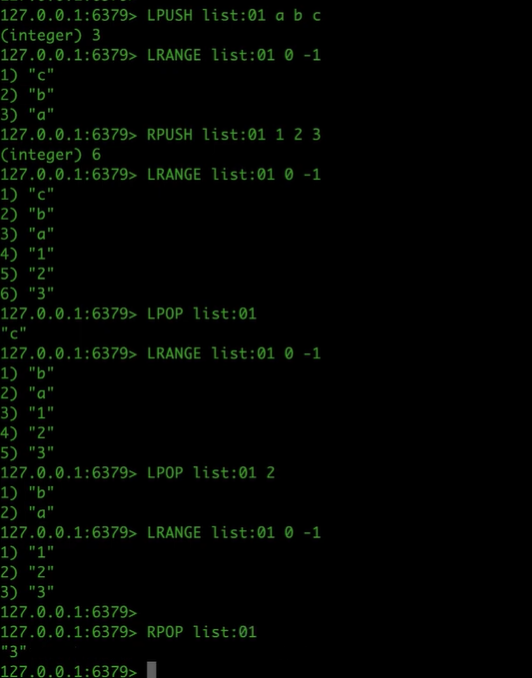 127.0.0.1:6379> LPUSH list:01 a b c
(integer) 3
127.0.0.1:6379> LRANGE list:01 0 -1
1) "c"
2) "b"
3) "a"
127.0.0.1:6379> RPUSH list:01 1 2 3
(integer) 6
127.0.0.1:6379> LRANGE list:01 0 -1
1) "c"
2) "b"
3) "a"
4) "1"
5) "2"
6) "3"
127.0.0.1:6379> LPOP list:01
"c"
127.0.0.1:6379> LRANGE list:01 0 -1
1) "b"
2) "a"
3) "1"
4) "2"
5) "3"
127.0.0.1:6379> LPOP list:01 2
1) "b"
2) "a"
127.0.0.1:6379> LRANGE list:01 0 -1
1) "1"
2) "2"
3) "3"
127.0.0.1:6379>
127.0.0.1:6379> RPOP list:01
"3"
127.0.0.1:6379>